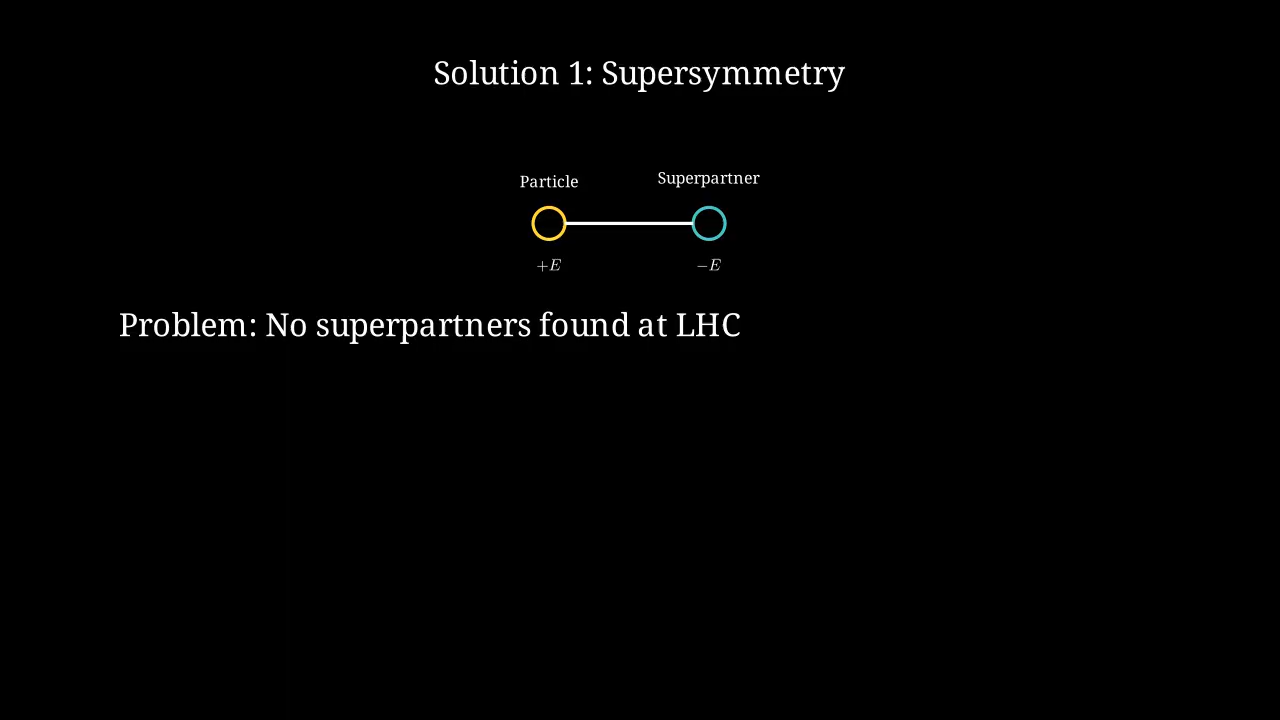 Solution 1: Supersymmetry
Particle Superpartner
+E −E
Problem: No superpartners found at LHC